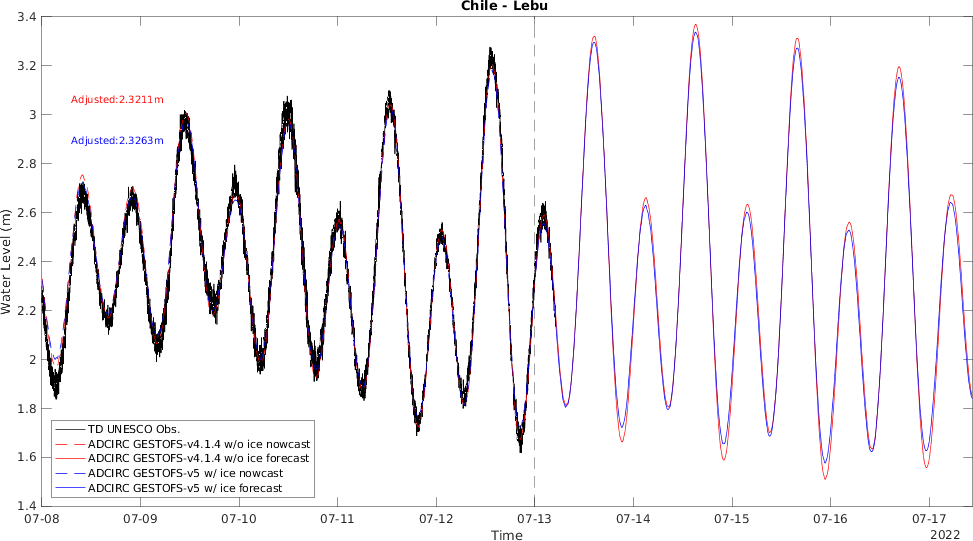 Chile - Lebu
3.4
3.2
3
2.8
2.6
2.4
2.2
2
1.8
1.6
1.4
Water Level (m)
Adjusted:2.3211m
Adjusted:2.3263m
TD UNESCO Obs.
ADCIRC GESTOFS-v4.1.4 w/o ice nowcast
ADCIRC GESTOFS-v4.1.4 w/o ice forecast
ADCIRC GESTOFS-v5 w/ ice nowcast
ADCIRC GESTOFS-v5 w/ ice forecast
07-08 07-09 07-10 07-11 07-12 07-13 07-14 07-15 07-16 07-17
Time
2022